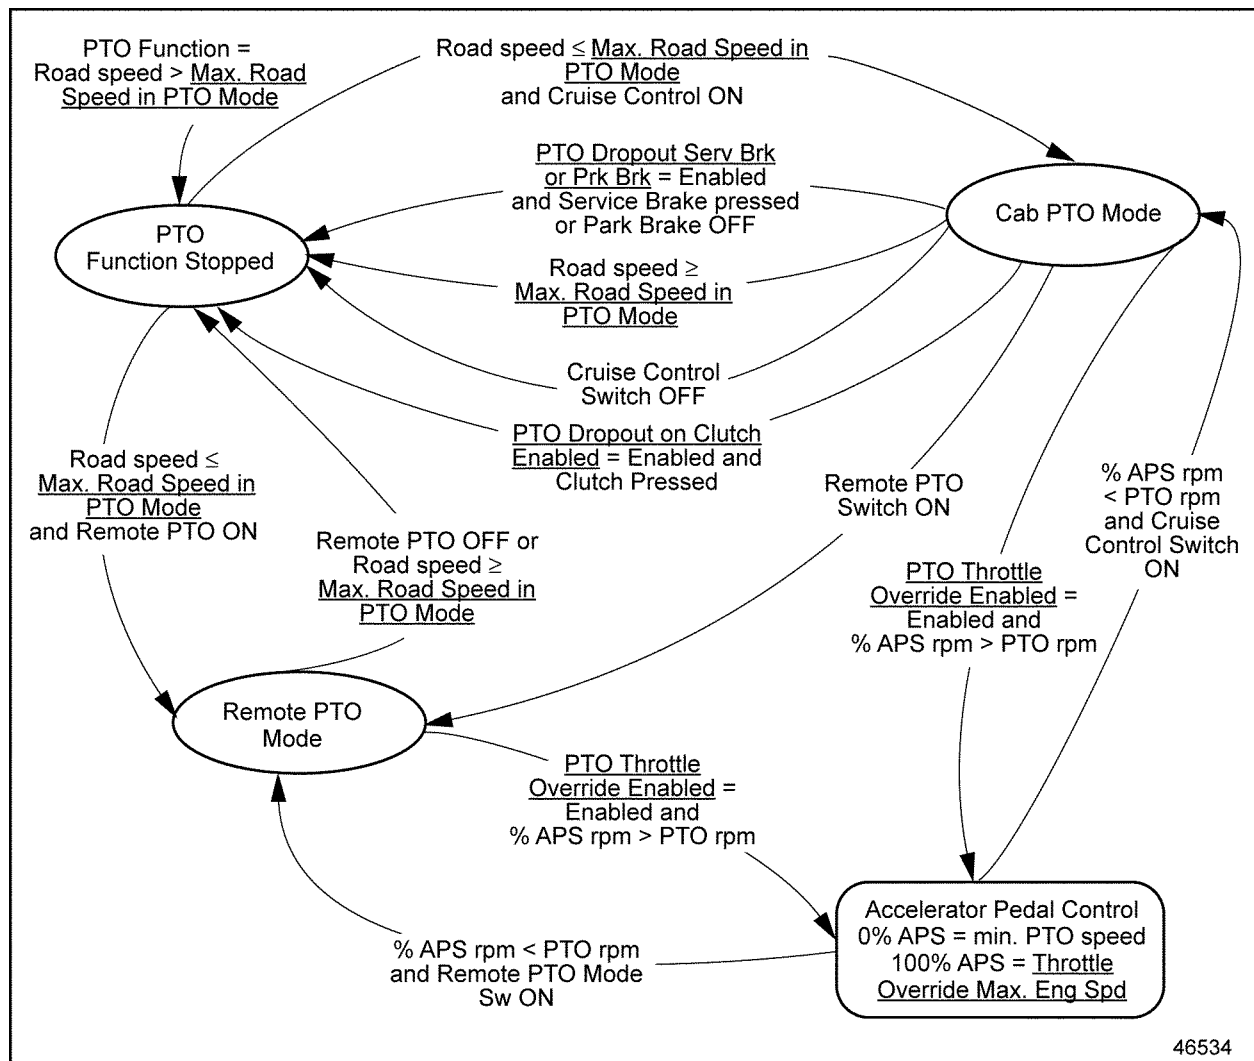 PTO Function =
Road speed > Max. Road
Speed in PTO Mode
Road speed ≤ Max. Road Speed in
PTO Mode
and Cruise Control ON
PTO Dropout Serv Brk
or Prk Brk = Enabled
and Service Brake pressed
or Park Brake OFF
Cab PTO Mode
PTO
Function Stopped
Road speed ≥
Max. Road Speed in
PTO Mode
Cruise Control
Switch OFF
PTO Dropout on Clutch
Enabled = Enabled and
Clutch Pressed
Road speed ≤
Max. Road Speed in
PTO Mode
and Remote PTO ON
Remote PTO OFF or
Road speed ≥
Max. Road Speed in
PTO Mode
Remote PTO
Switch ON
% APS rpm
< PTO rpm
and Cruise
Control Switch
ON
PTO Throttle
Override Enabled =
Enabled and
% APS rpm > PTO rpm
Remote PTO
Mode
PTO Throttle
Override Enabled =
Enabled and
% APS rpm > PTO rpm
% APS rpm < PTO rpm
and Remote PTO Mode
Sw ON
Accelerator Pedal Control
0% APS = min. PTO speed
100% APS = Throttle
Override Max. Eng Spd
46534